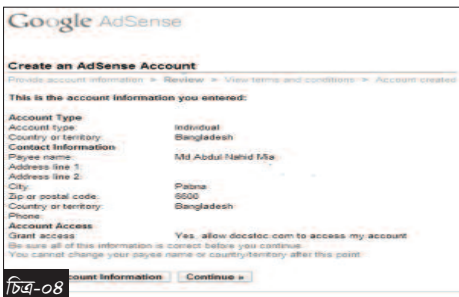 Google AdSense
Create an AdSense Account
Provide account information > Review > View terms and conditions > Account created
This is the account information you entered:
Account Type
Account type: Individual
Country or territory: Bangladesh
Contact Information
Payee name: Md Abdul Nahid Mia
Address line 1:
Address line 2:
City: Pabna
Zip or postal code: 6600
Country or territory: Bangladesh
Phone:
Account Access
Grant access Yes, allow docstoc.com to access my account
Be sure all of this information is correct before you continue.
You cannot change your payee name or country/territory after this point.
ount Information Continue »
চিত্র-০৪